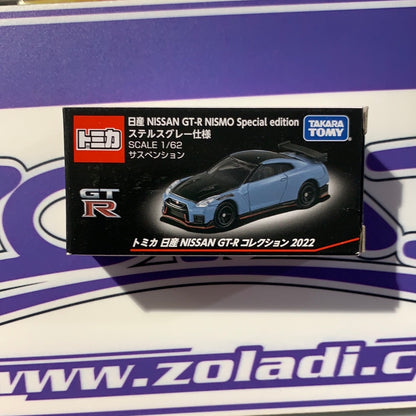 トミカ
日産 NISSAN GT-R NISMO Special edition
ステルスグレー仕様
SCALE 1/62
サスペンション
TAKARA
TOMY
GT
R
トミカ 日産 NISSAN GT-R コレクション 2022
www.zoladi.c